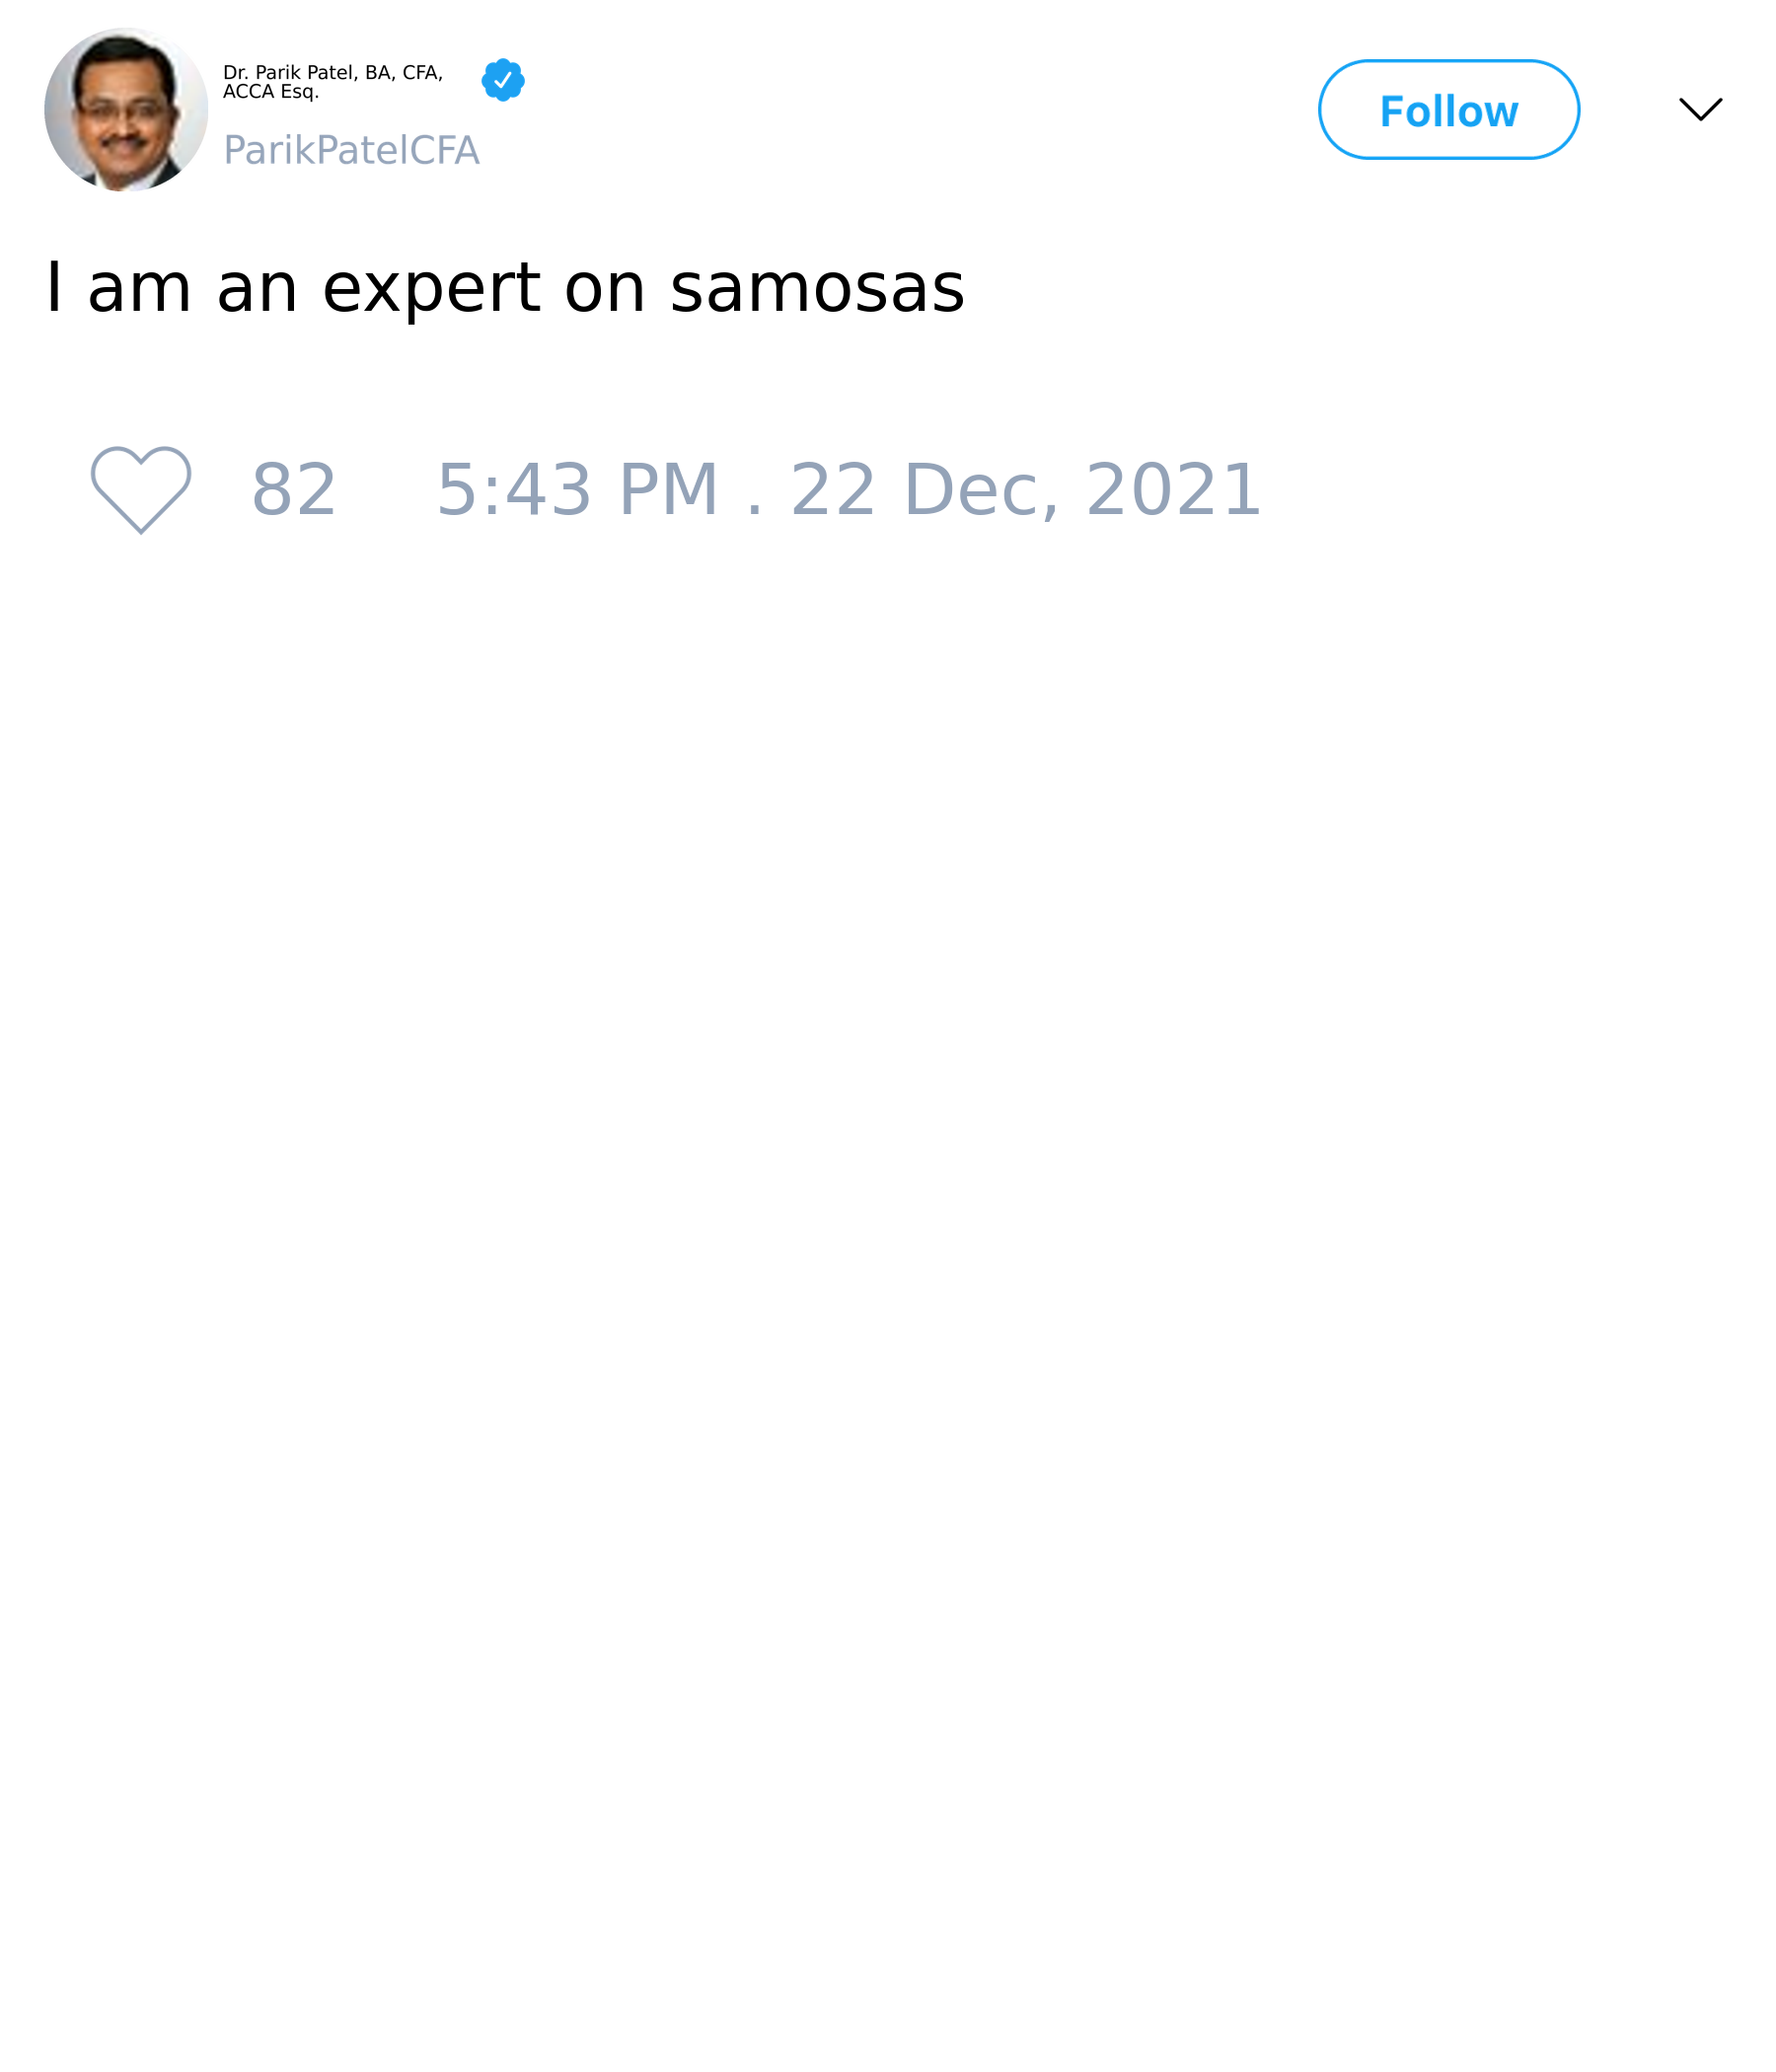 Dr. Parik Patel, BA, CFA,
ACCA Esq.
ParikPatelCFA
Follow
I am an expert on samosas
82 5:43 PM . 22 Dec, 2021